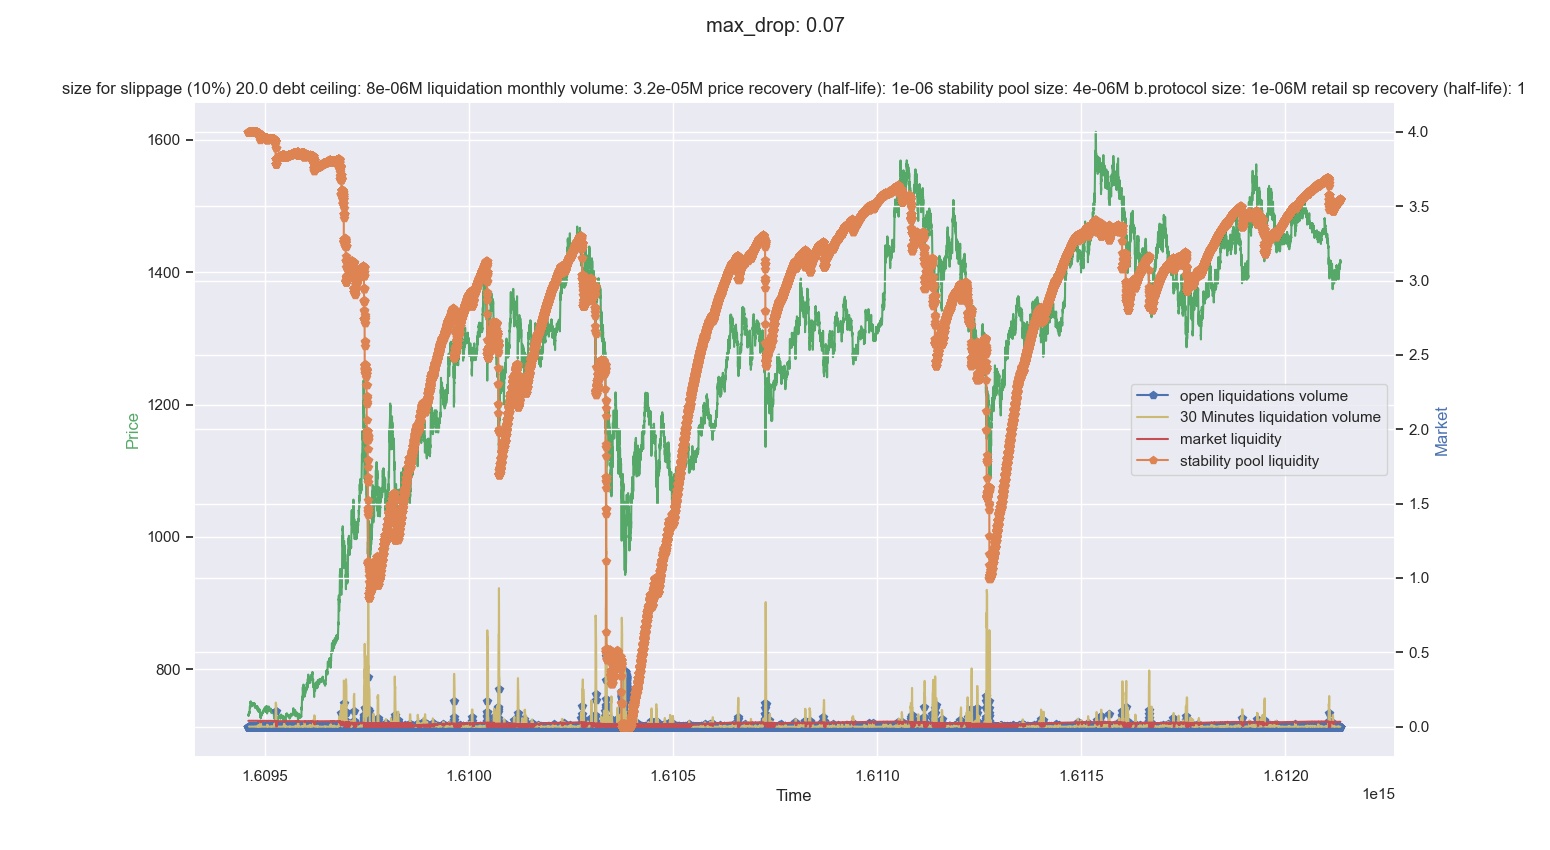 max_drop: 0.07
size for slippage (10%) 20.0 debt ceiling: 8e-06M liquidation monthly volume: 3.2e-05M price recovery (half-life): 1e-06 stability pool size: 4e-06M b.protocol size: 1e-06M retail sp recovery (half-life): 1
1600
1400
1200
1000
800
Price
4.0
3.5
3.0
2.5
2.0
1.5
1.0
0.5
0.0
Market
open liquidations volume
30 Minutes liquidation volume
market liquidity
stability pool liquidity
1.6095
1.6100
1.6105
1.6110
1.6115
1.6120
Time
1e15